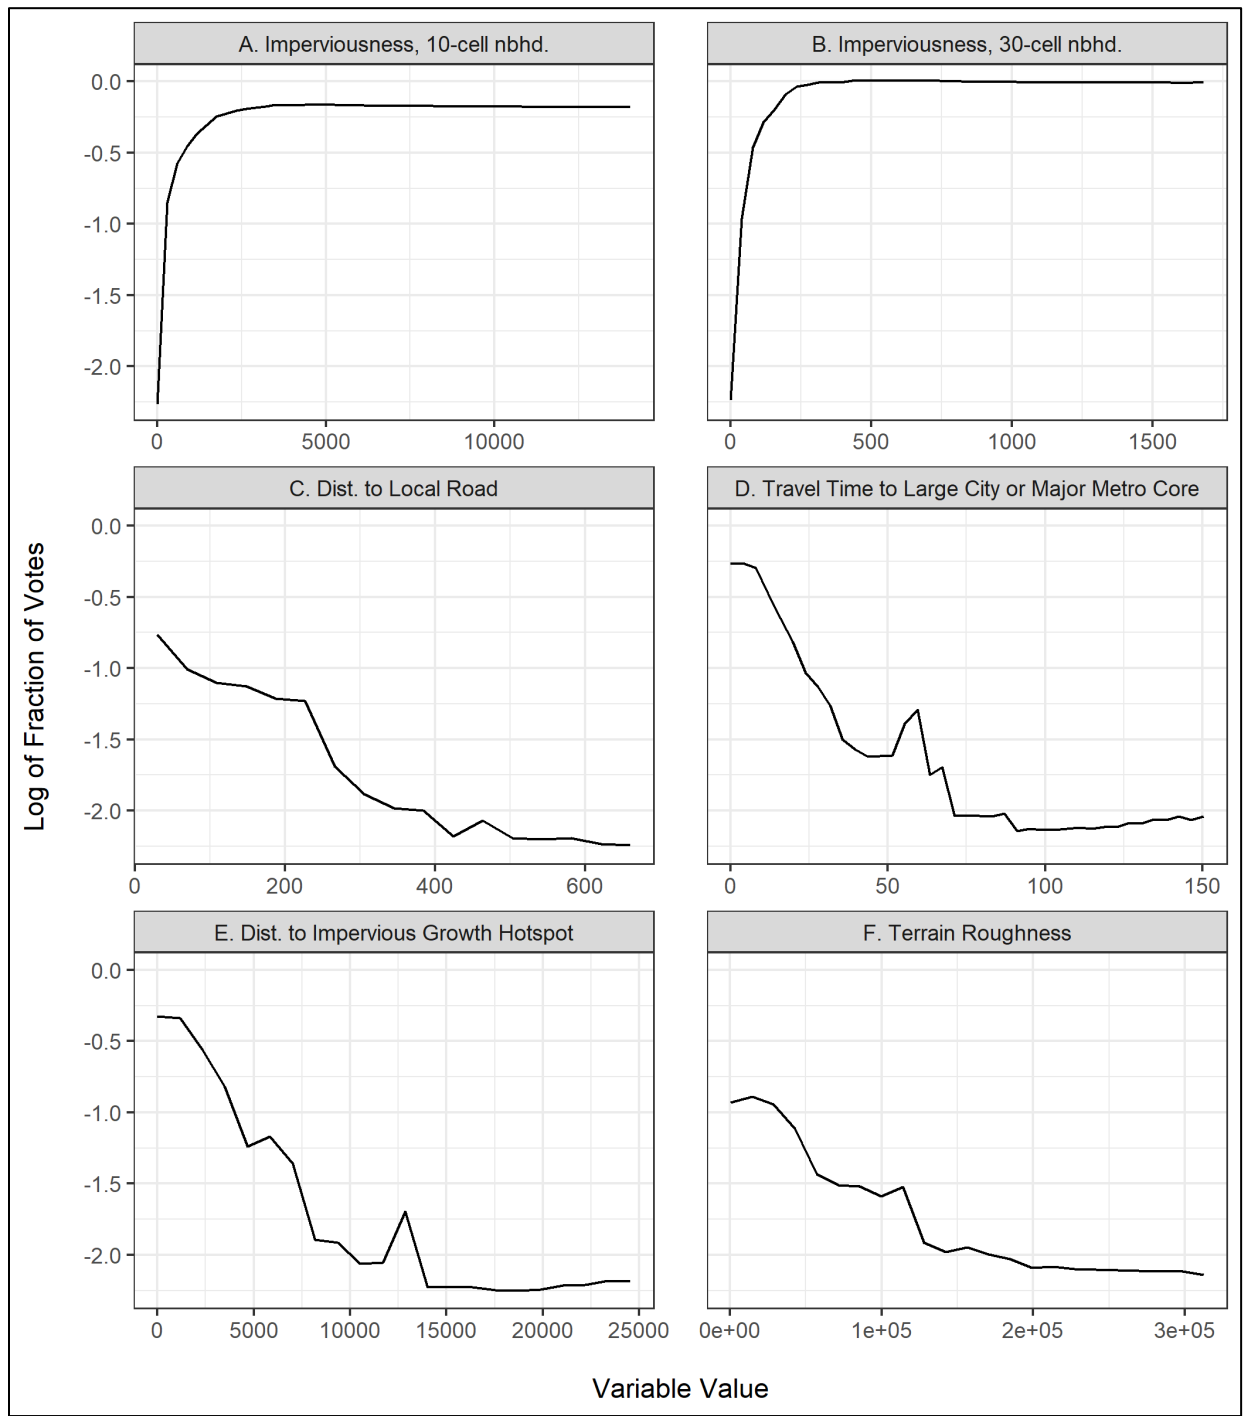 A. Imperviousness, 10-cell nbhd.
B. Imperviousness, 30-cell nbhd.
0.0
-0.5
-1.0
-1.5
-2.0
0 5000 10000
0 500 1000 1500
C. Dist. to Local Road
D. Travel Time to Large City or Major Metro Core
0.0
-0.5
-1.0
-1.5
-2.0
0 200 400 600
0 50 100 150
E. Dist. to Impervious Growth Hotspot
F. Terrain Roughness
0.0
-0.5
-1.0
-1.5
-2.0
0 5000 10000 15000 20000 25000
0e+00 1e+05 2e+05 3e+05
Log of Fraction of Votes
Variable Value